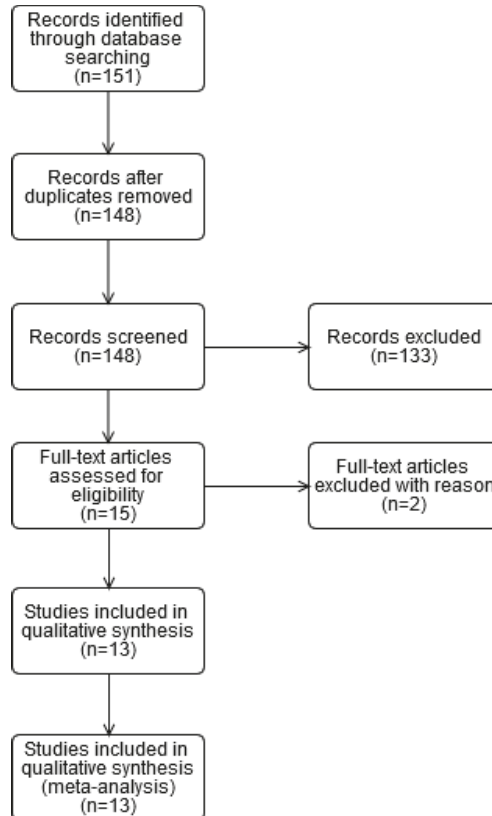 Records identified
through database
searching
(n=151)
Records after
duplicates removed
(n=148)
Records screened
(n=148)
Records excluded
(n=133)
Full-text articles
assessed for
eligibility
(n=15)
Full-text articles
excluded with reason
(n=2)
Studies included in
qualitative synthesis
(n=13)
Studies included in
qualitative synthesis
(meta-analysis)
(n=13)